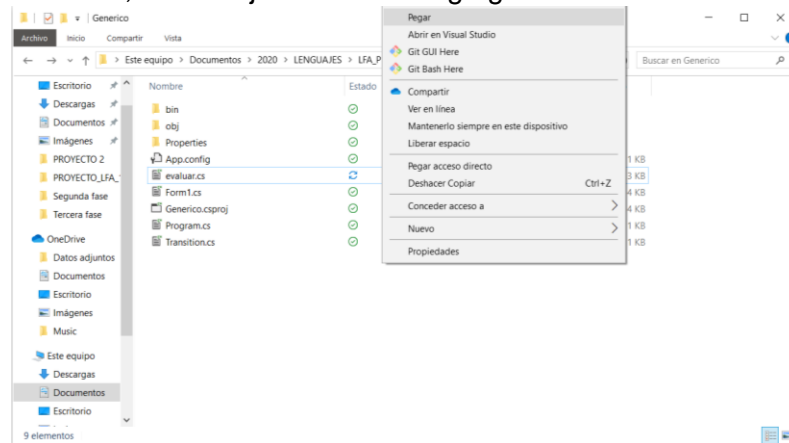 Generico
Archivo Inicio Compartir Vista
Este equipo > Documentos > 2020 > LENGUAJES > LFA_P
Buscar en Generico
Escritorio
Descargas
Documentos
Imágenes
PROYECTO 2
PROYECTO_LFA_
Segunda fase
Tercera fase
OneDrive
Datos adjuntos
Documentos
Escritorio
Imágenes
Music
Este equipo
Descargas
Documentos
Escritorio
Nombre Estado
bin
obj
Properties
App.config 1 KB
evaluar.cs 3 KB
Form1.cs 4 KB
Generico.csproj 4 KB
Program.cs 1 KB
Transition.cs 1 KB
Pegar
Abrir en Visual Studio
Git GUI Here
Git Bash Here
Compartir
Ver en línea
Mantenerlo siempre en este dispositivo
Liberar espacio
Pegar acceso directo
Deshacer Copiar Ctrl+Z
Conceder acceso a
Nuevo
Propiedades
9 elementos